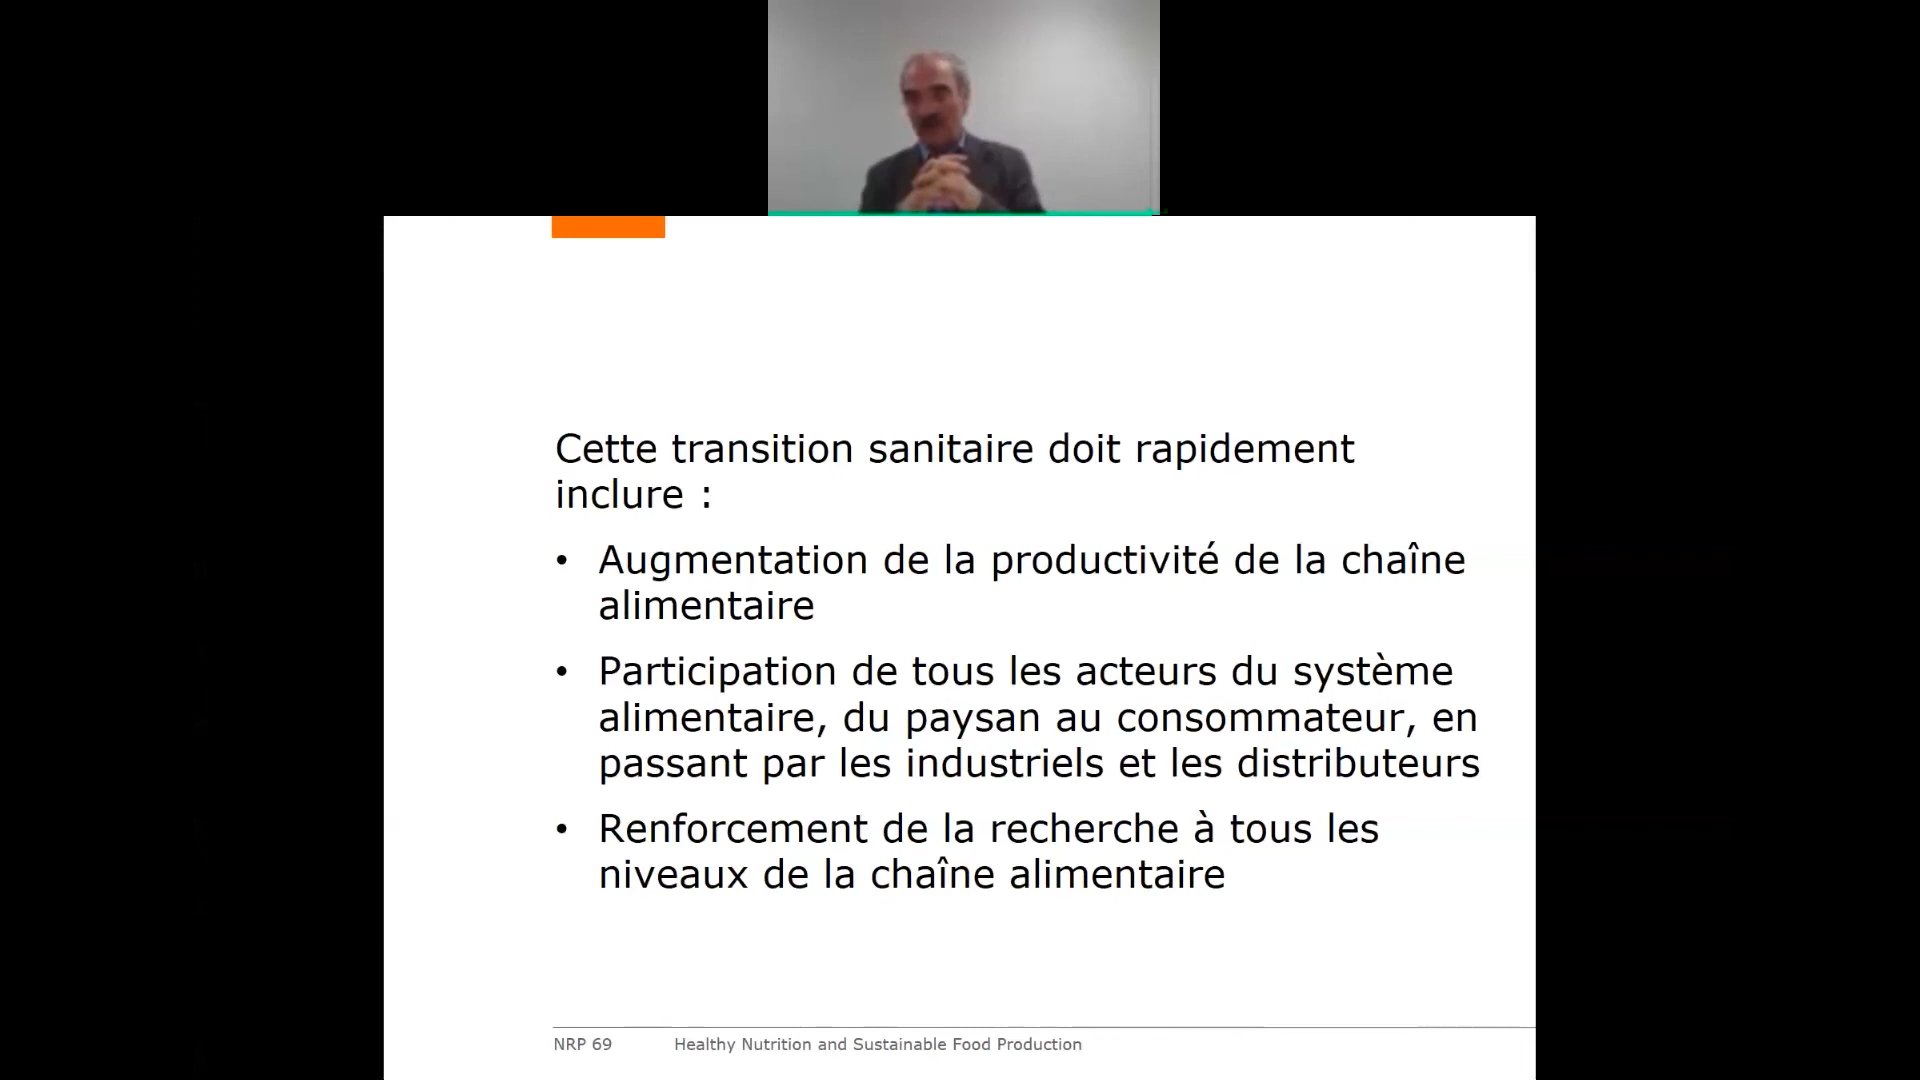 Cette transition sanitaire doit rapidement
inclure :
• Augmentation de la productivité de la chaîne
alimentaire
• Participation de tous les acteurs du système
alimentaire, du paysan au consommateur, en
passant par les industriels et les distributeurs
• Renforcement de la recherche à tous les
niveaux de la chaîne alimentaire
NRP 69 Healthy Nutrition and Sustainable Food Production